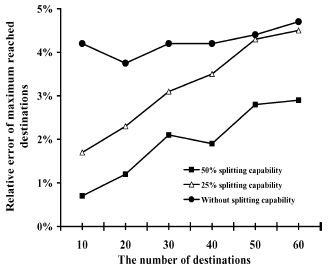 Relative error of maximum reached
destinations
5%
4%
3%
2%
1%
0%
50% splitting capability
25% splitting capability
Without splitting capability
10 20 30 40 50 60
The number of destinations